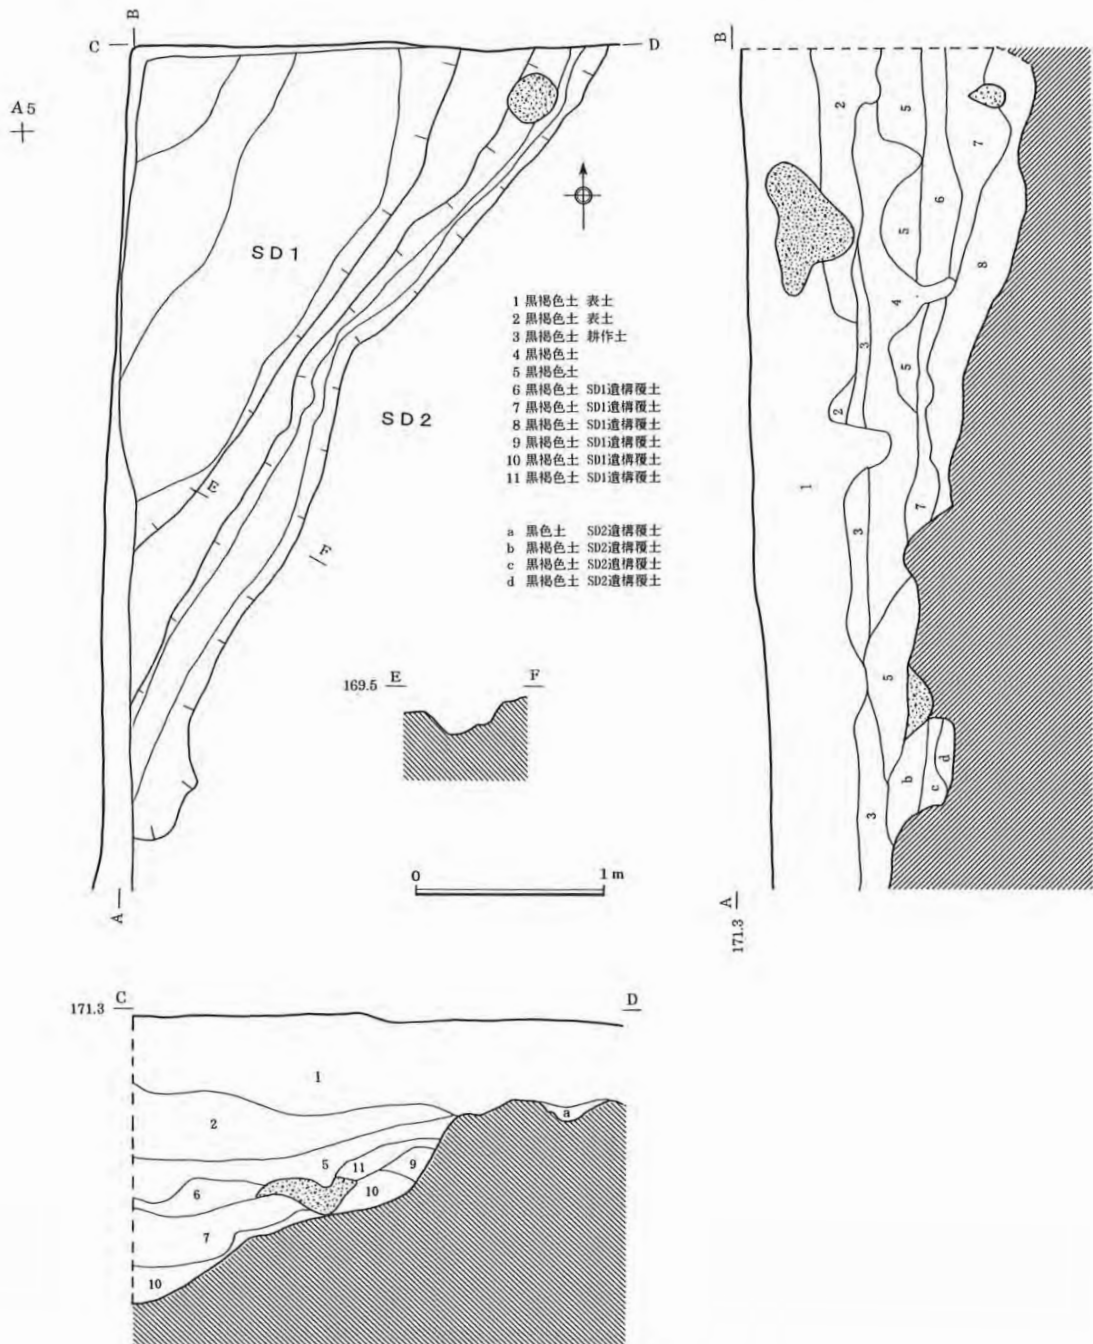 B
C D
A5
SD1
SD2
1 黒褐色土 表土
2 黒褐色土 表土
3 黒褐色土 耕作土
4 黒褐色土
5 黒褐色土
6 黒褐色土 SD1遺構覆土
7 黒褐色土 SD1遺構覆土
8 黒褐色土 SD1遺構覆土
9 黒褐色土 SD1遺構覆土
10 黒褐色土 SD1遺構覆土
11 黒褐色土 SD1遺構覆土
a 黒色土 SD2遺構覆土
b 黒褐色土 SD2遺構覆土
c 黒褐色土 SD2遺構覆土
d 黒褐色土 SD2遺構覆土
E
F
169.5 E F
0 1m
A
B
2
5
7
6
5
8
4
3
5
2
1
7
3
5
b
d
c
3
A
171.3
171.3 C D
1
2
a
5
11
9
6
10
7
10